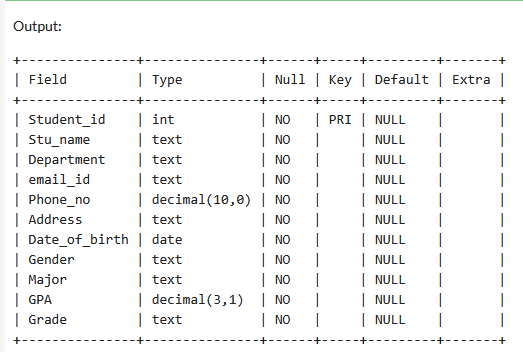 Output:
+---------------+---------------+------+-----+---------+-------+
| Field         | Type          | Null | Key | Default | Extra |
+---------------+---------------+------+-----+---------+-------+
| Student_id    | int           | NO   | PRI | NULL    |       |
| Stu_name      | text          | NO   |     | NULL    |       |
| Department    | text          | NO   |     | NULL    |       |
| email_id      | text          | NO   |     | NULL    |       |
| Phone_no      | decimal(10,0) | NO   |     | NULL    |       |
| Address       | text          | NO   |     | NULL    |       |
| Date_of_birth | date          | NO   |     | NULL    |       |
| Gender        | text          | NO   |     | NULL    |       |
| Major         | text          | NO   |     | NULL    |       |
| GPA           | decimal(3,1)  | NO   |     | NULL    |       |
| Grade         | text          | NO   |     | NULL    |       |
+---------------+---------------+------+-----+---------+-------+